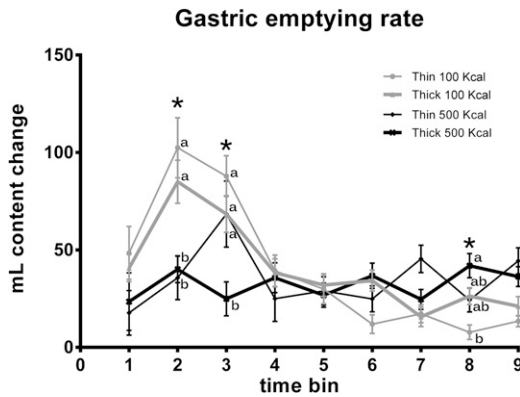 Gastric emptying rate
150
100
50
0
mL content change
Thin 100 Kcal
Thick 100 Kcal
Thin 500 Kcal
Thick 500 Kcal
*
*
*
a
a
b
b
a
a
a
b
a
ab
ab
b
0 1 2 3 4 5 6 7 8 9
time bin